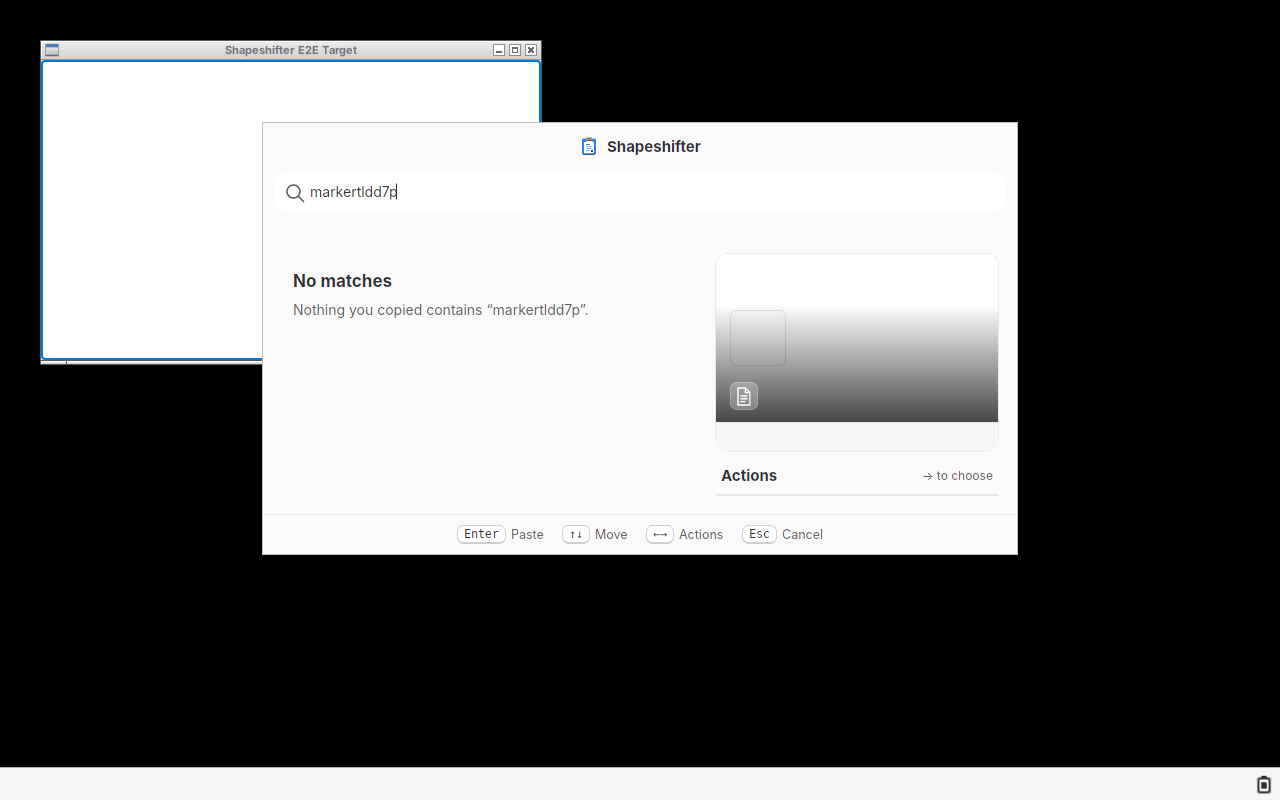 Shapeshifter E2E Target
Shapeshifter
markertldd7p
No matches
Nothing you copied contains “markertldd7p”.
Actions
→ to choose
Enter Paste ↑↓ Move ←→ Actions Esc Cancel